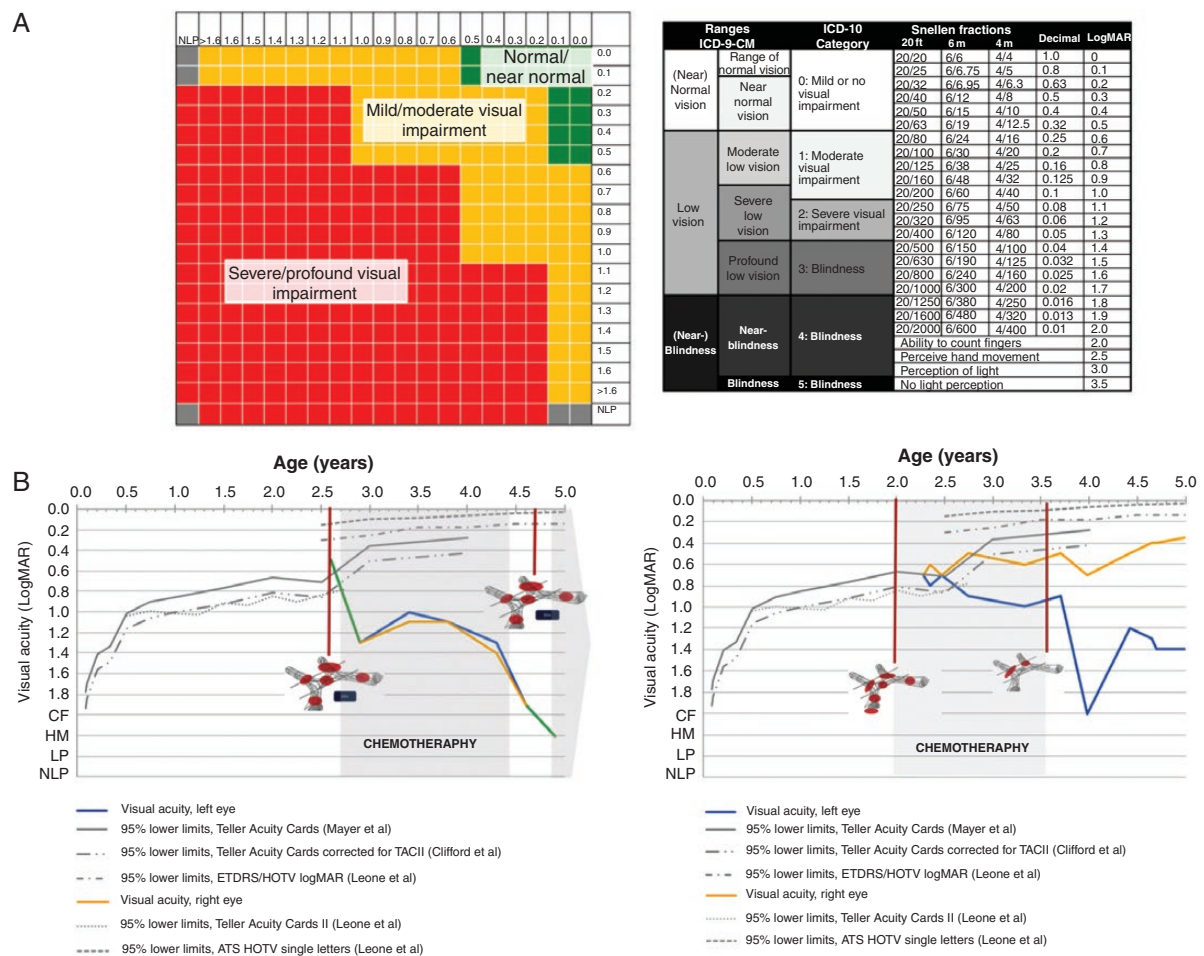 A
NLP >1.6 1.6 1.6 1.5 1.4 1.3 1.2 1.1 1.0 0.9 0.8 0.7 0.6 0.5 0.4 0.3 0.2 0.1 0.0
0.0
0.1
0.2
0.3
0.4
0.5
0.6
0.7
0.8
0.9
1.0
1.1
1.2
1.3
1.4
1.5
1.6
>1.6
NLP
Normal/
near normal
Mild/moderate visual
impairment
Severe/profound visual
impairment
Ranges
ICD-9-CM
ICD-10
Category
Snellen fractions
20 ft 6 m 4 m
Decimal LogMAR
(Near)
Normal
vision
Range of
normal vision
Near
normal
vision
0: Mild or no
visual
impairment
Low
vision
Moderate
low vision
1: Moderate
visual
impairment
Severe
low
vision
2: Severe visual
impairment
Profound
low vision
3: Blindness
(Near-)
Blindness
Near-
blindness
4: Blindness
Blindness
5: Blindness
20/20 6/6 4/4 1.0 0
20/25 6/6.75 4/5 0.8 0.1
20/32 6/6.95 4/6.3 0.63 0.2
20/40 6/12 4/8 0.5 0.3
20/50 6/15 4/10 0.4 0.4
20/63 6/19 4/12.5 0.32 0.5
20/80 6/24 4/16 0.25 0.6
20/100 6/30 4/20 0.2 0.7
20/125 6/38 4/25 0.16 0.8
20/160 6/48 4/32 0.125 0.9
20/200 6/60 4/40 0.1 1.0
20/250 6/75 4/50 0.08 1.1
20/320 6/95 4/63 0.06 1.2
20/400 6/120 4/80 0.05 1.3
20/500 6/150 4/100 0.04 1.4
20/630 6/190 4/125 0.032 1.5
20/800 6/240 4/160 0.025 1.6
20/1000 6/300 4/200 0.02 1.7
20/1250 6/380 4/250 0.016 1.8
20/1600 6/480 4/320 0.013 1.9
20/2000 6/600 4/400 0.01 2.0
Ability to count fingers 2.0
Perceive hand movement 2.5
Perception of light 3.0
No light perception 3.5
B
Age (years)
0.0 0.5 1.0 1.5 2.0 2.5 3.0 3.5 4.0 4.5 5.0
Visual acuity (LogMAR)
0.0
0.2
0.4
0.6
0.8
1.0
1.2
1.4
1.6
1.8
CF
HM
LP
NLP
CHEMOTHERAPHY
Visual acuity, left eye
95% lower limits, Teller Acuity Cards (Mayer et al)
95% lower limits, Teller Acuity Cards corrected for TACII (Clifford et al)
95% lower limits, ETDRS/HOTV logMAR (Leone et al)
Visual acuity, right eye
95% lower limits, Teller Acuity Cards II (Leone et al)
95% lower limits, ATS HOTV single letters (Leone et al)
Age (years)
0.0 0.5 1.0 1.5 2.0 2.5 3.0 3.5 4.0 4.5 5.0
Visual acuity (LogMAR)
0.0
0.2
0.4
0.6
0.8
1.0
1.2
1.4
1.6
1.8
CF
HM
LP
NLP
CHEMOTHERAPHY
Visual acuity, left eye
95% lower limits, Teller Acuity Cards (Mayer et al)
95% lower limits, Teller Acuity Cards corrected for TACII (Clifford et al)
95% lower limits, ETDRS/HOTV logMAR (Leone et al)
Visual acuity, right eye
95% lower limits, Teller Acuity Cards II (Leone et al)
95% lower limits, ATS HOTV single letters (Leone et al)